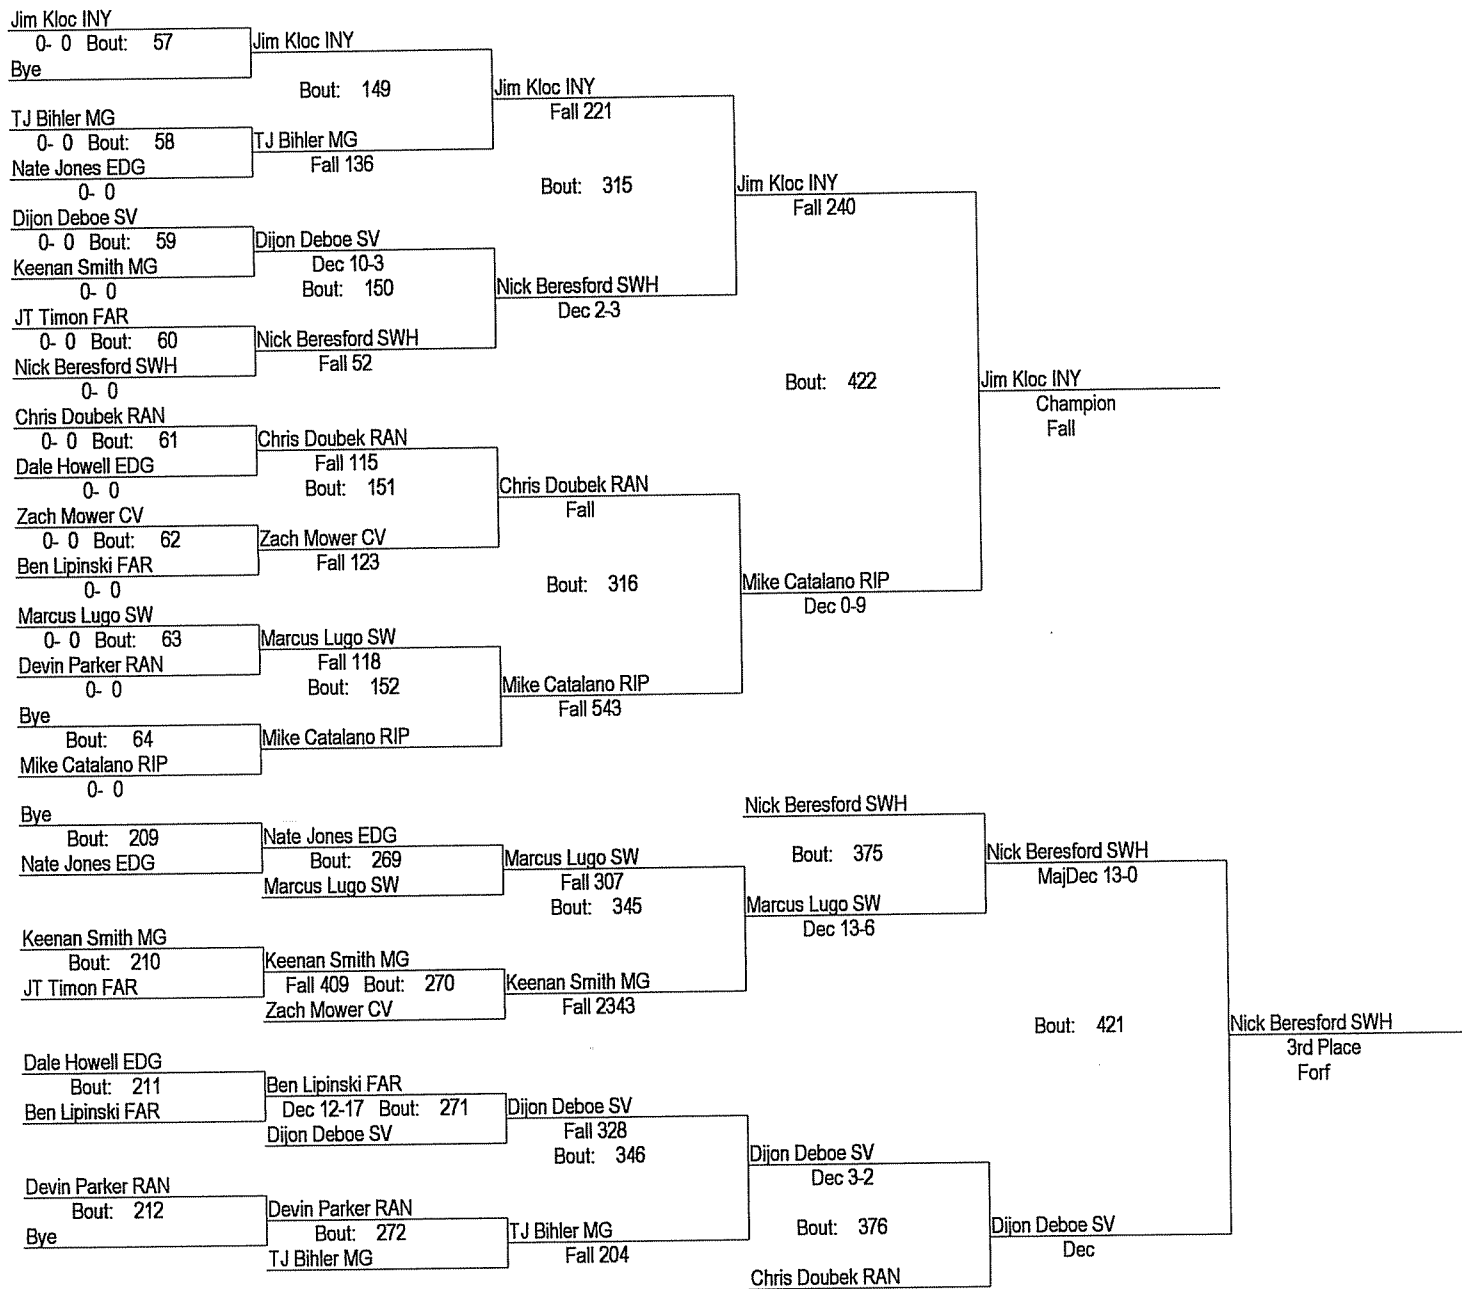 Jim Kloc INY
0- 0 Bout: 57
Bye
Jim Kloc INY
Bout: 149
TJ Bihler MG
0- 0 Bout: 58
Nate Jones EDG
0- 0
TJ Bihler MG
Fall 136
Jim Kloc INY
Fall 221
Bout: 315
Dijon Deboe SV
0- 0 Bout: 59
Keenan Smith MG
0- 0
Dijon Deboe SV
Dec 10-3
Bout: 150
JT Timon FAR
0- 0 Bout: 60
Nick Beresford SWH
0- 0
Nick Beresford SWH
Fall 52
Nick Beresford SWH
Dec 2-3
Jim Kloc INY
Fall 240
Bout: 422
Jim Kloc INY
Champion
Fall
Chris Doubek RAN
0- 0 Bout: 61
Dale Howell EDG
0- 0
Chris Doubek RAN
Fall 115
Bout: 151
Zach Mower CV
0- 0 Bout: 62
Ben Lipinski FAR
0- 0
Zach Mower CV
Fall 123
Chris Doubek RAN
Fall
Bout: 316
Marcus Lugo SW
0- 0 Bout: 63
Devin Parker RAN
0- 0
Marcus Lugo SW
Fall 118
Bout: 152
Bye
Bout: 64
Mike Catalano RIP
0- 0
Mike Catalano RIP
Mike Catalano RIP
Fall 543
Mike Catalano RIP
Dec 0-9
Bye
Bout: 209
Nate Jones EDG
Nate Jones EDG
Bout: 269
Marcus Lugo SW
Marcus Lugo SW
Fall 307
Bout: 345
Keenan Smith MG
Bout: 210
JT Timon FAR
Keenan Smith MG
Fall 409 Bout: 270
Zach Mower CV
Keenan Smith MG
Fall 2343
Nick Beresford SWH
Bout: 375
Marcus Lugo SW
Dec 13-6
Nick Beresford SWH
MajDec 13-0
Bout: 421
Nick Beresford SWH
3rd Place
Forf
Dale Howell EDG
Bout: 211
Ben Lipinski FAR
Ben Lipinski FAR
Dec 12-17 Bout: 271
Dijon Deboe SV
Dijon Deboe SV
Fall 328
Bout: 346
Devin Parker RAN
Bout: 212
Bye
Devin Parker RAN
Bout: 272
TJ Bihler MG
TJ Bihler MG
Fall 204
Dijon Deboe SV
Dec 3-2
Bout: 376
Chris Doubek RAN
Dijon Deboe SV
Dec